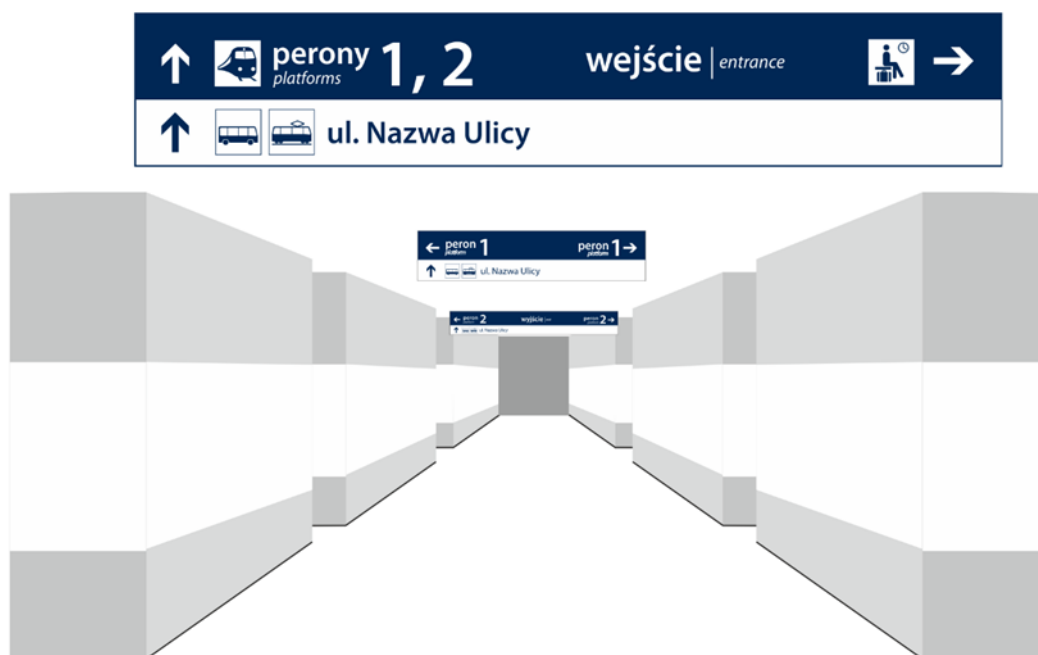 perony 1, 2 wejście | entrance
platforms
ul. Nazwa Ulicy
peron 1 peron 1
platform platform
ul. Nazwa Ulicy
peron 2 wyjście peron 2
ul. Nazwa Ulicy